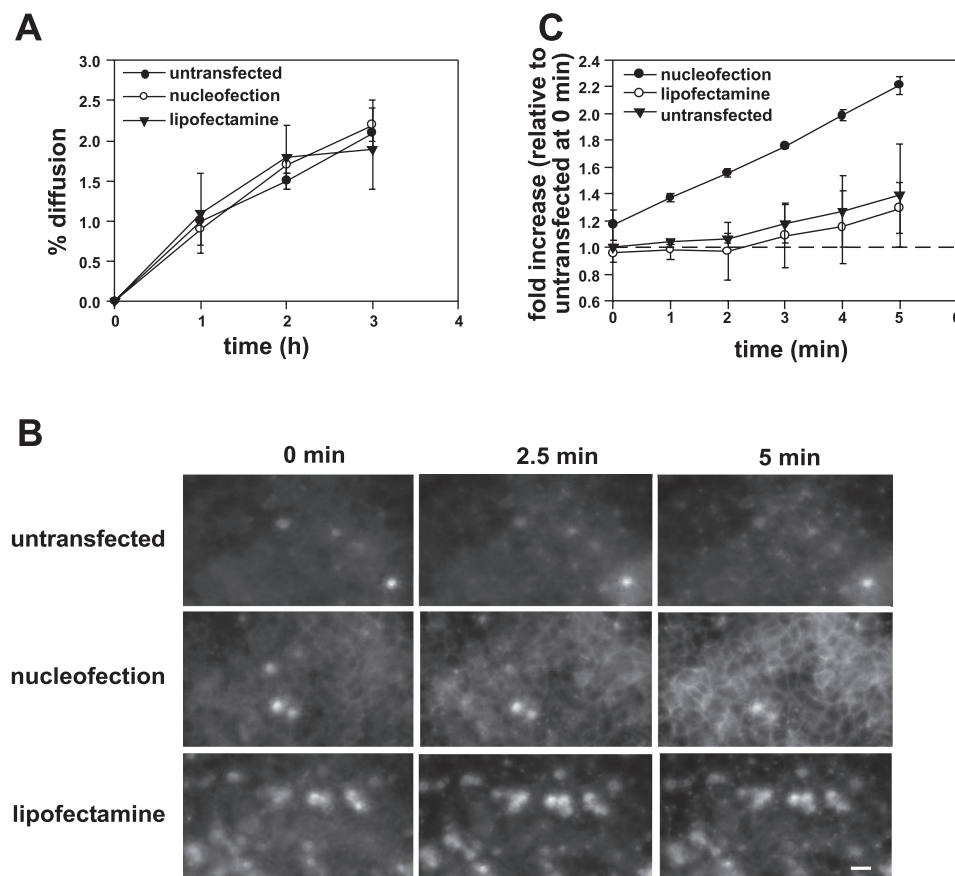 A
% diffusion
3.0
2.5
2.0
1.5
1.0
0.5
0.0
untransfected
nucleofection
lipofectamine
0 1 2 3 4
time (h)
C
fold increase (relative to
untransfected at 0 min)
2.4
2.2
2.0
1.8
1.6
1.4
1.2
1.0
0.8
0.6
nucleofection
lipofectamine
untransfected
0 1 2 3 4 5
time (min)
B
0 min 2.5 min 5 min
untransfected
nucleofection
lipofectamine